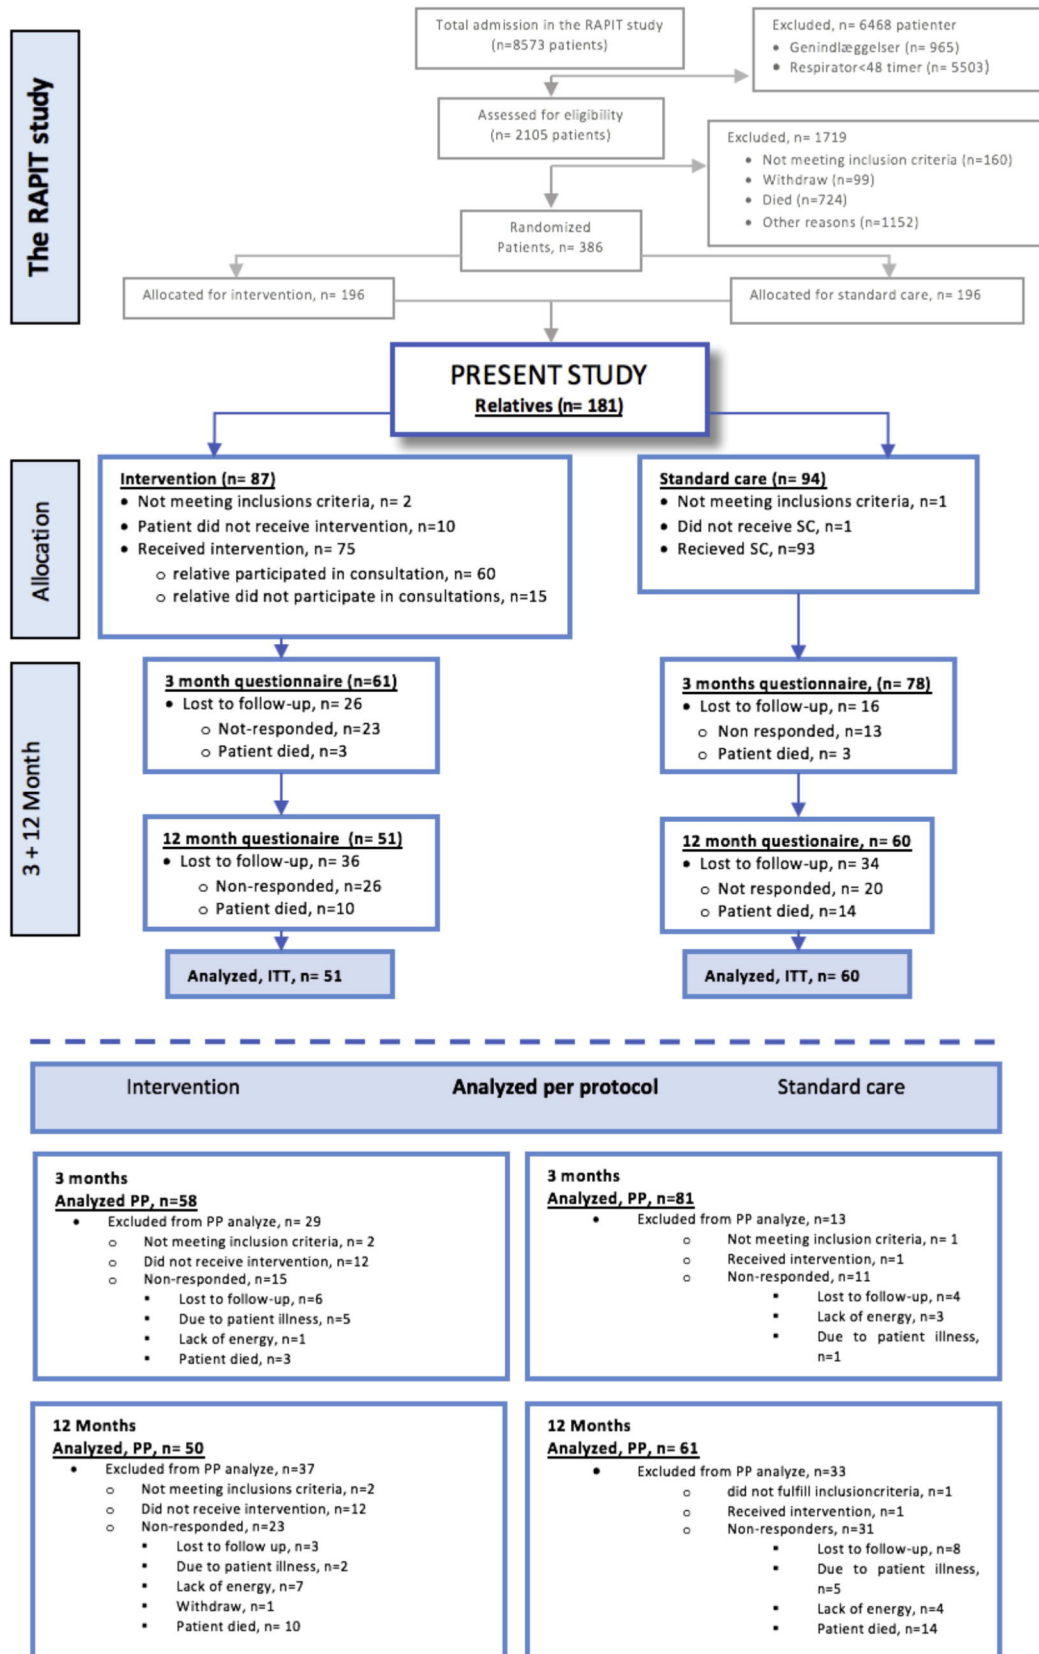 The RAPIT study
Total admission in the RAPIT study
(n=8573 patients)
Excluded, n= 6468 patienter
• Genindlæggelser (n= 965)
• Respirator<48 timer (n= 5503)
Assessed for eligibility
(n= 2105 patients)
Excluded, n= 1719
• Not meeting inclusion criteria (n=160)
• Withdraw (n=99)
• Died (n=724)
• Other reasons (n=1152)
Randomized
Patients, n= 386
Allocated for intervention, n= 196
Allocated for standard care, n= 196
PRESENT STUDY
Relatives (n= 181)
Allocation
Intervention (n= 87)
• Not meeting inclusions criteria, n= 2
• Patient did not receive intervention, n=10
• Received intervention, n= 75
o relative participated in consultation, n= 60
o relative did not participate in consultations, n=15
Standard care (n= 94)
• Not meeting inclusions criteria, n=1
• Did not receive SC, n=1
• Recieved SC, n=93
3 + 12 Month
3 month questionnaire (n=61)
• Lost to follow-up, n= 26
o Not-responded, n=23
o Patient died, n=3
3 months questionnaire, (n= 78)
• Lost to follow-up, n= 16
o Non responded, n=13
o Patient died, n= 3
12 month questionaire (n= 51)
• Lost to follow-up, n= 36
o Non-responded, n=26
o Patient died, n=10
12 month questionaire, n= 60
• Lost to follow-up, n= 34
o Not responded, n= 20
o Patient died, n=14
Analyzed, ITT, n= 51
Analyzed, ITT, n= 60
Intervention
Analyzed per protocol
Standard care
3 months
Analyzed PP, n=58
• Excluded from PP analyze, n= 29
o Not meeting inclusion criteria, n= 2
o Did not receive intervention, n=12
o Non-responded, n=15
▪ Lost to follow-up, n=6
▪ Due to patient illness, n=5
▪ Lack of energy, n=1
▪ Patient died, n=3
3 months
Analyzed, PP, n=81
• Excluded from PP analyze, n=13
o Not meeting inclusion criteria, n= 1
o Received intervention, n=1
o Non-responded, n=11
▪ Lost to follow-up, n=4
▪ Lack of energy, n=3
▪ Due to patient illness,
n=1
12 Months
Analyzed, PP, n= 50
• Excluded from PP analyze, n=37
o Not meeting inclusions criteria, n=2
o Did not receive intervention, n=12
o Non-responded, n=23
▪ Lost to follow up, n=3
▪ Due to patient illness, n=2
▪ Lack of energy, n=7
▪ Withdraw, n=1
▪ Patient died, n= 10
12 Months
Analyzed, PP, n= 61
• Excluded from PP analyze, n=33
o did not fulfill inclusioncriteria, n=1
o Received intervention, n=1
o Non-responders, n=31
▪ Lost to follow-up, n=8
▪ Due to patient illness,
n=5
▪ Lack of energy, n=4
▪ Patient died, n=14